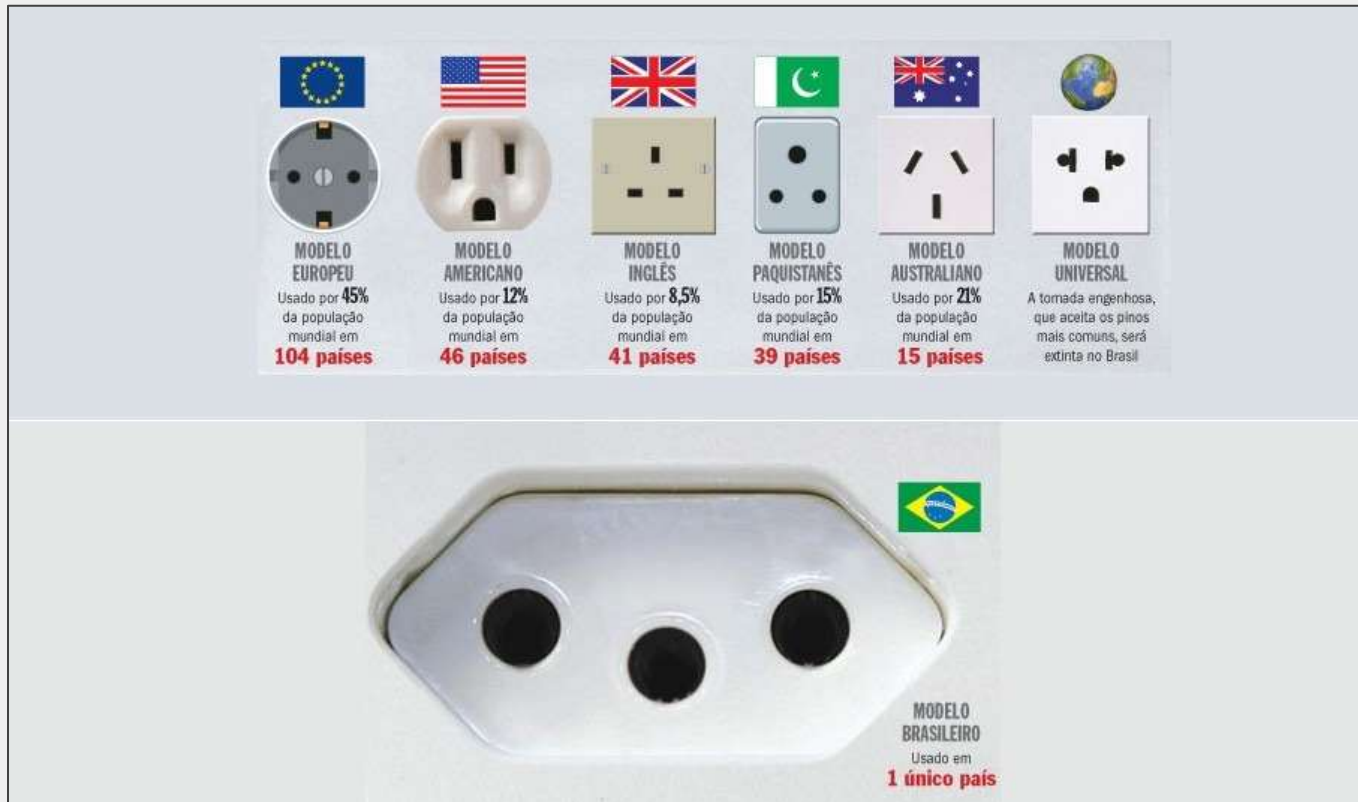 MODELO
EUROPEU
Usado por 45%
da população
mundial em
104 países
MODELO
AMERICANO
Usado por 12%
da população
mundial em
46 países
MODELO
INGLÊS
Usado por 8,5%
da população
mundial em
41 países
MODELO
PAQUISTANÊS
Usado por 15%
da população
mundial em
39 países
MODELO
AUSTRALIANO
Usado por 21%
da população
mundial em
15 países
MODELO
UNIVERSAL
A tomada engenhosa,
que aceita os pinos
mais comuns, será
extinta no Brasil
MODELO
BRASILEIRO
Usado em
1 único país